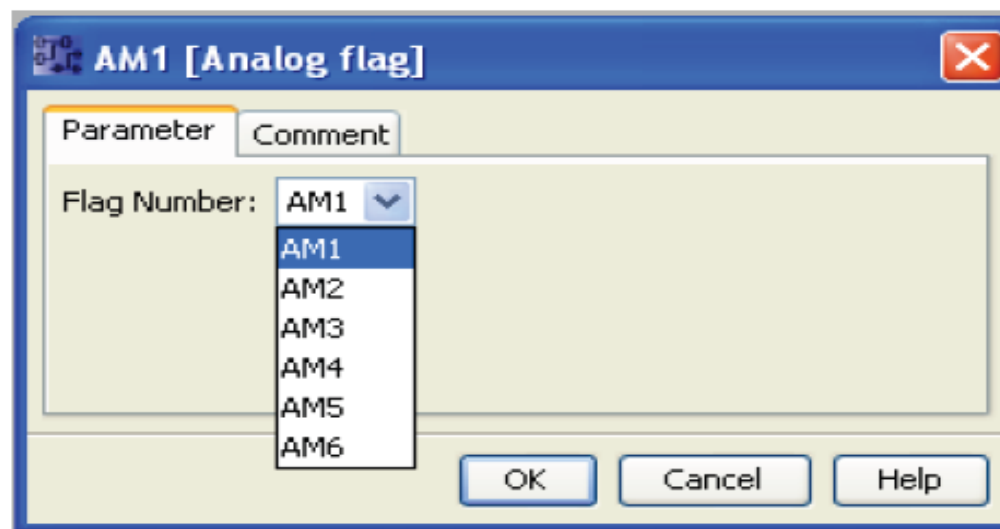 AM1 [Analog flag]
Parameter Comment
Flag Number: AM1
AM1
AM2
AM3
AM4
AM5
AM6
OK Cancel Help